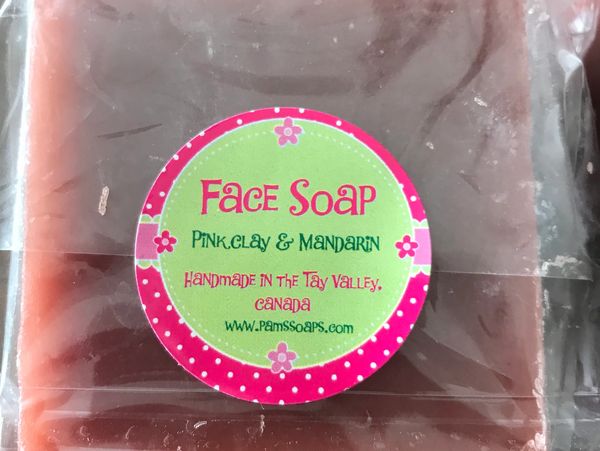 Face Soap
Pink Clay & Mandarin
Handmade in the Tay Valley,
Canada
www.pamssoaps.com